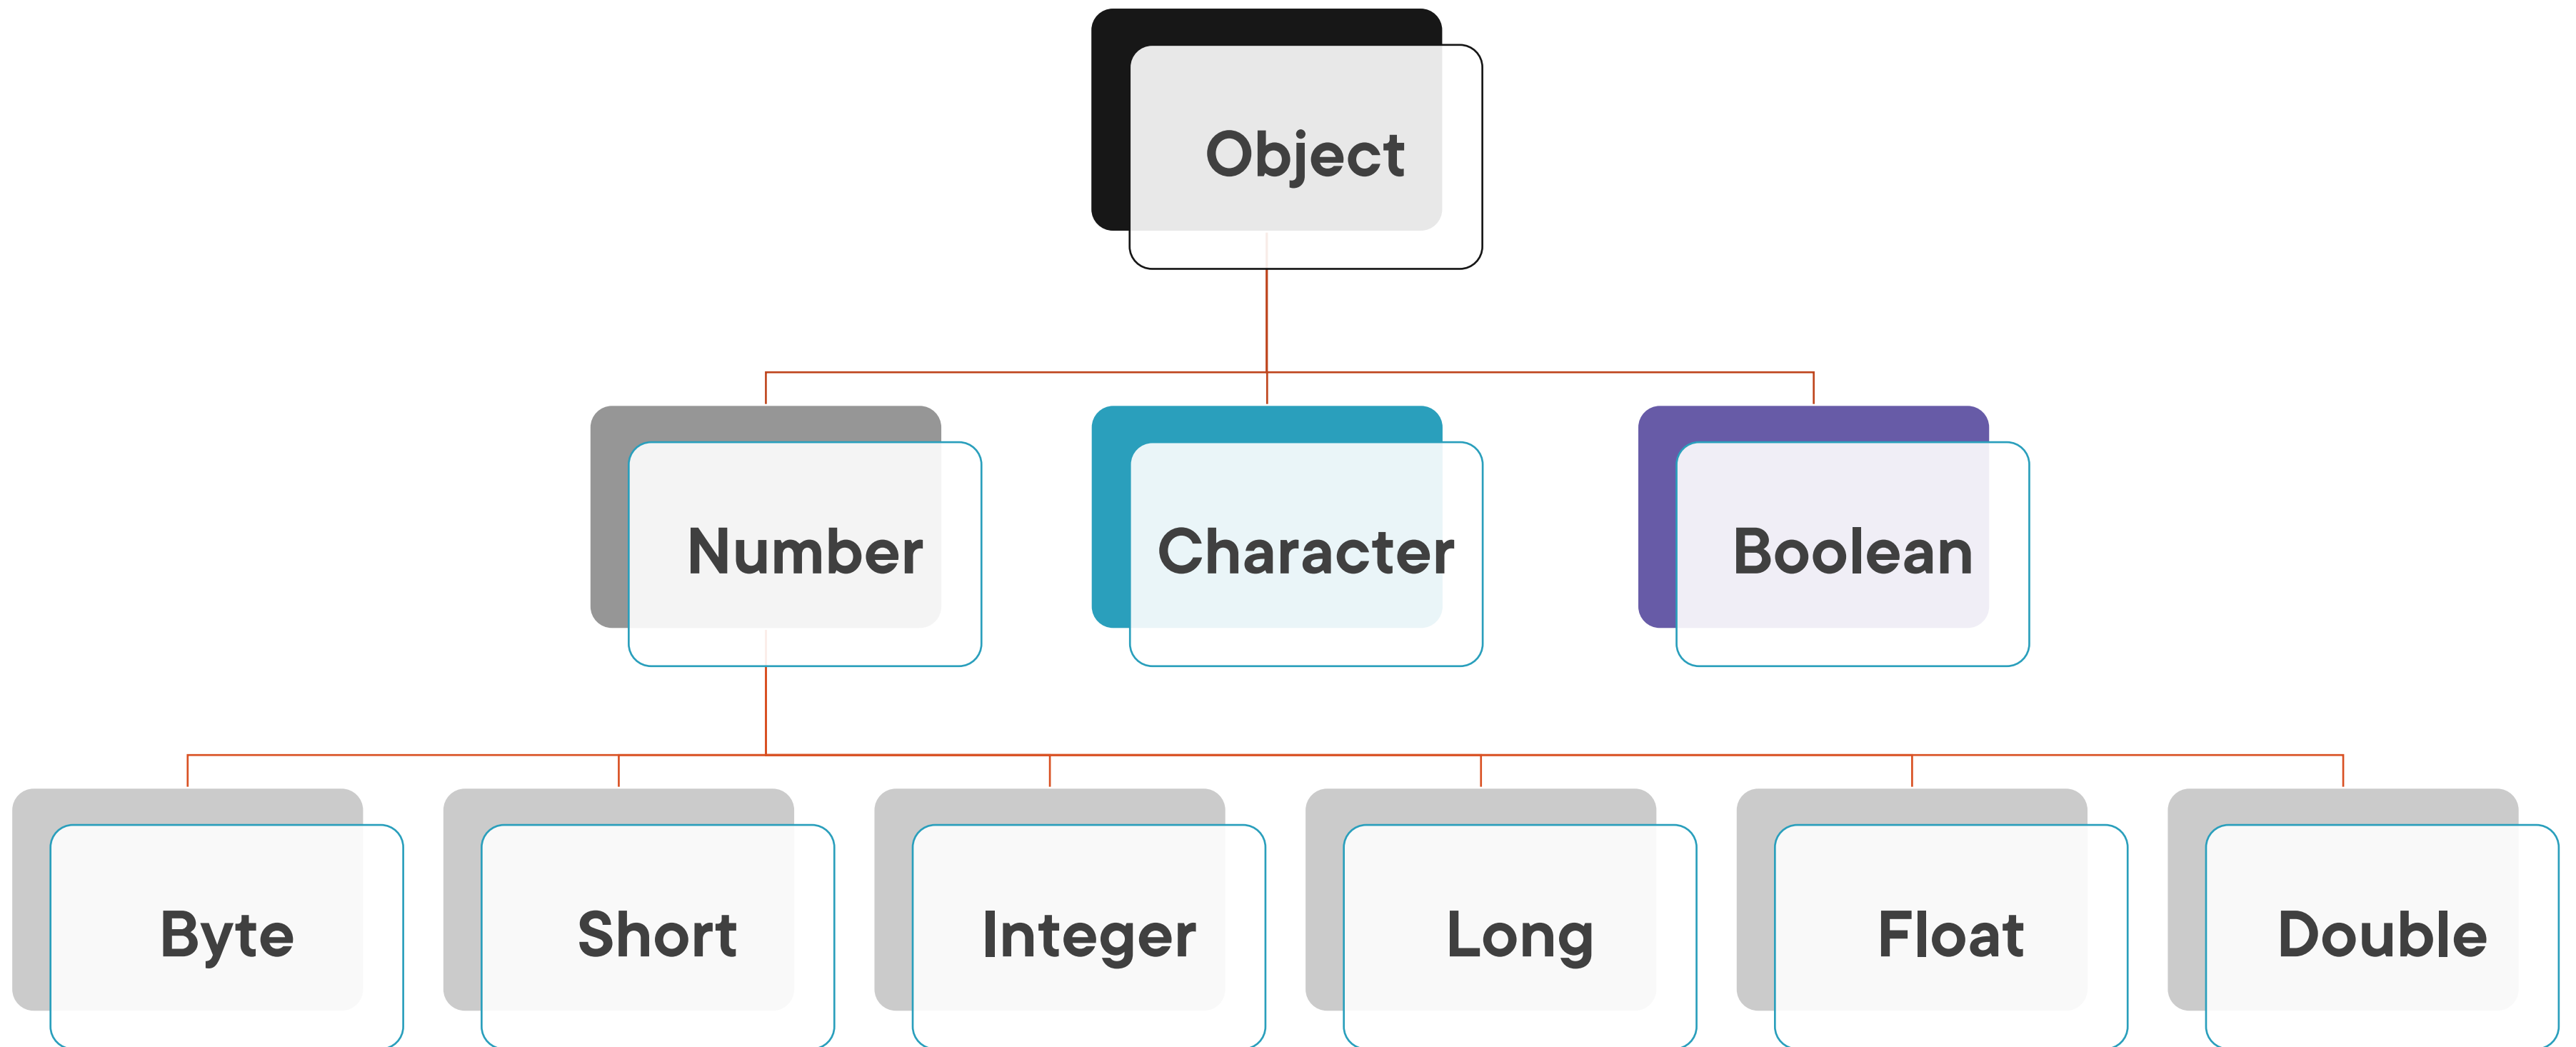 Object
Number
Character
Boolean
Byte
Short
Integer
Long
Float
Double